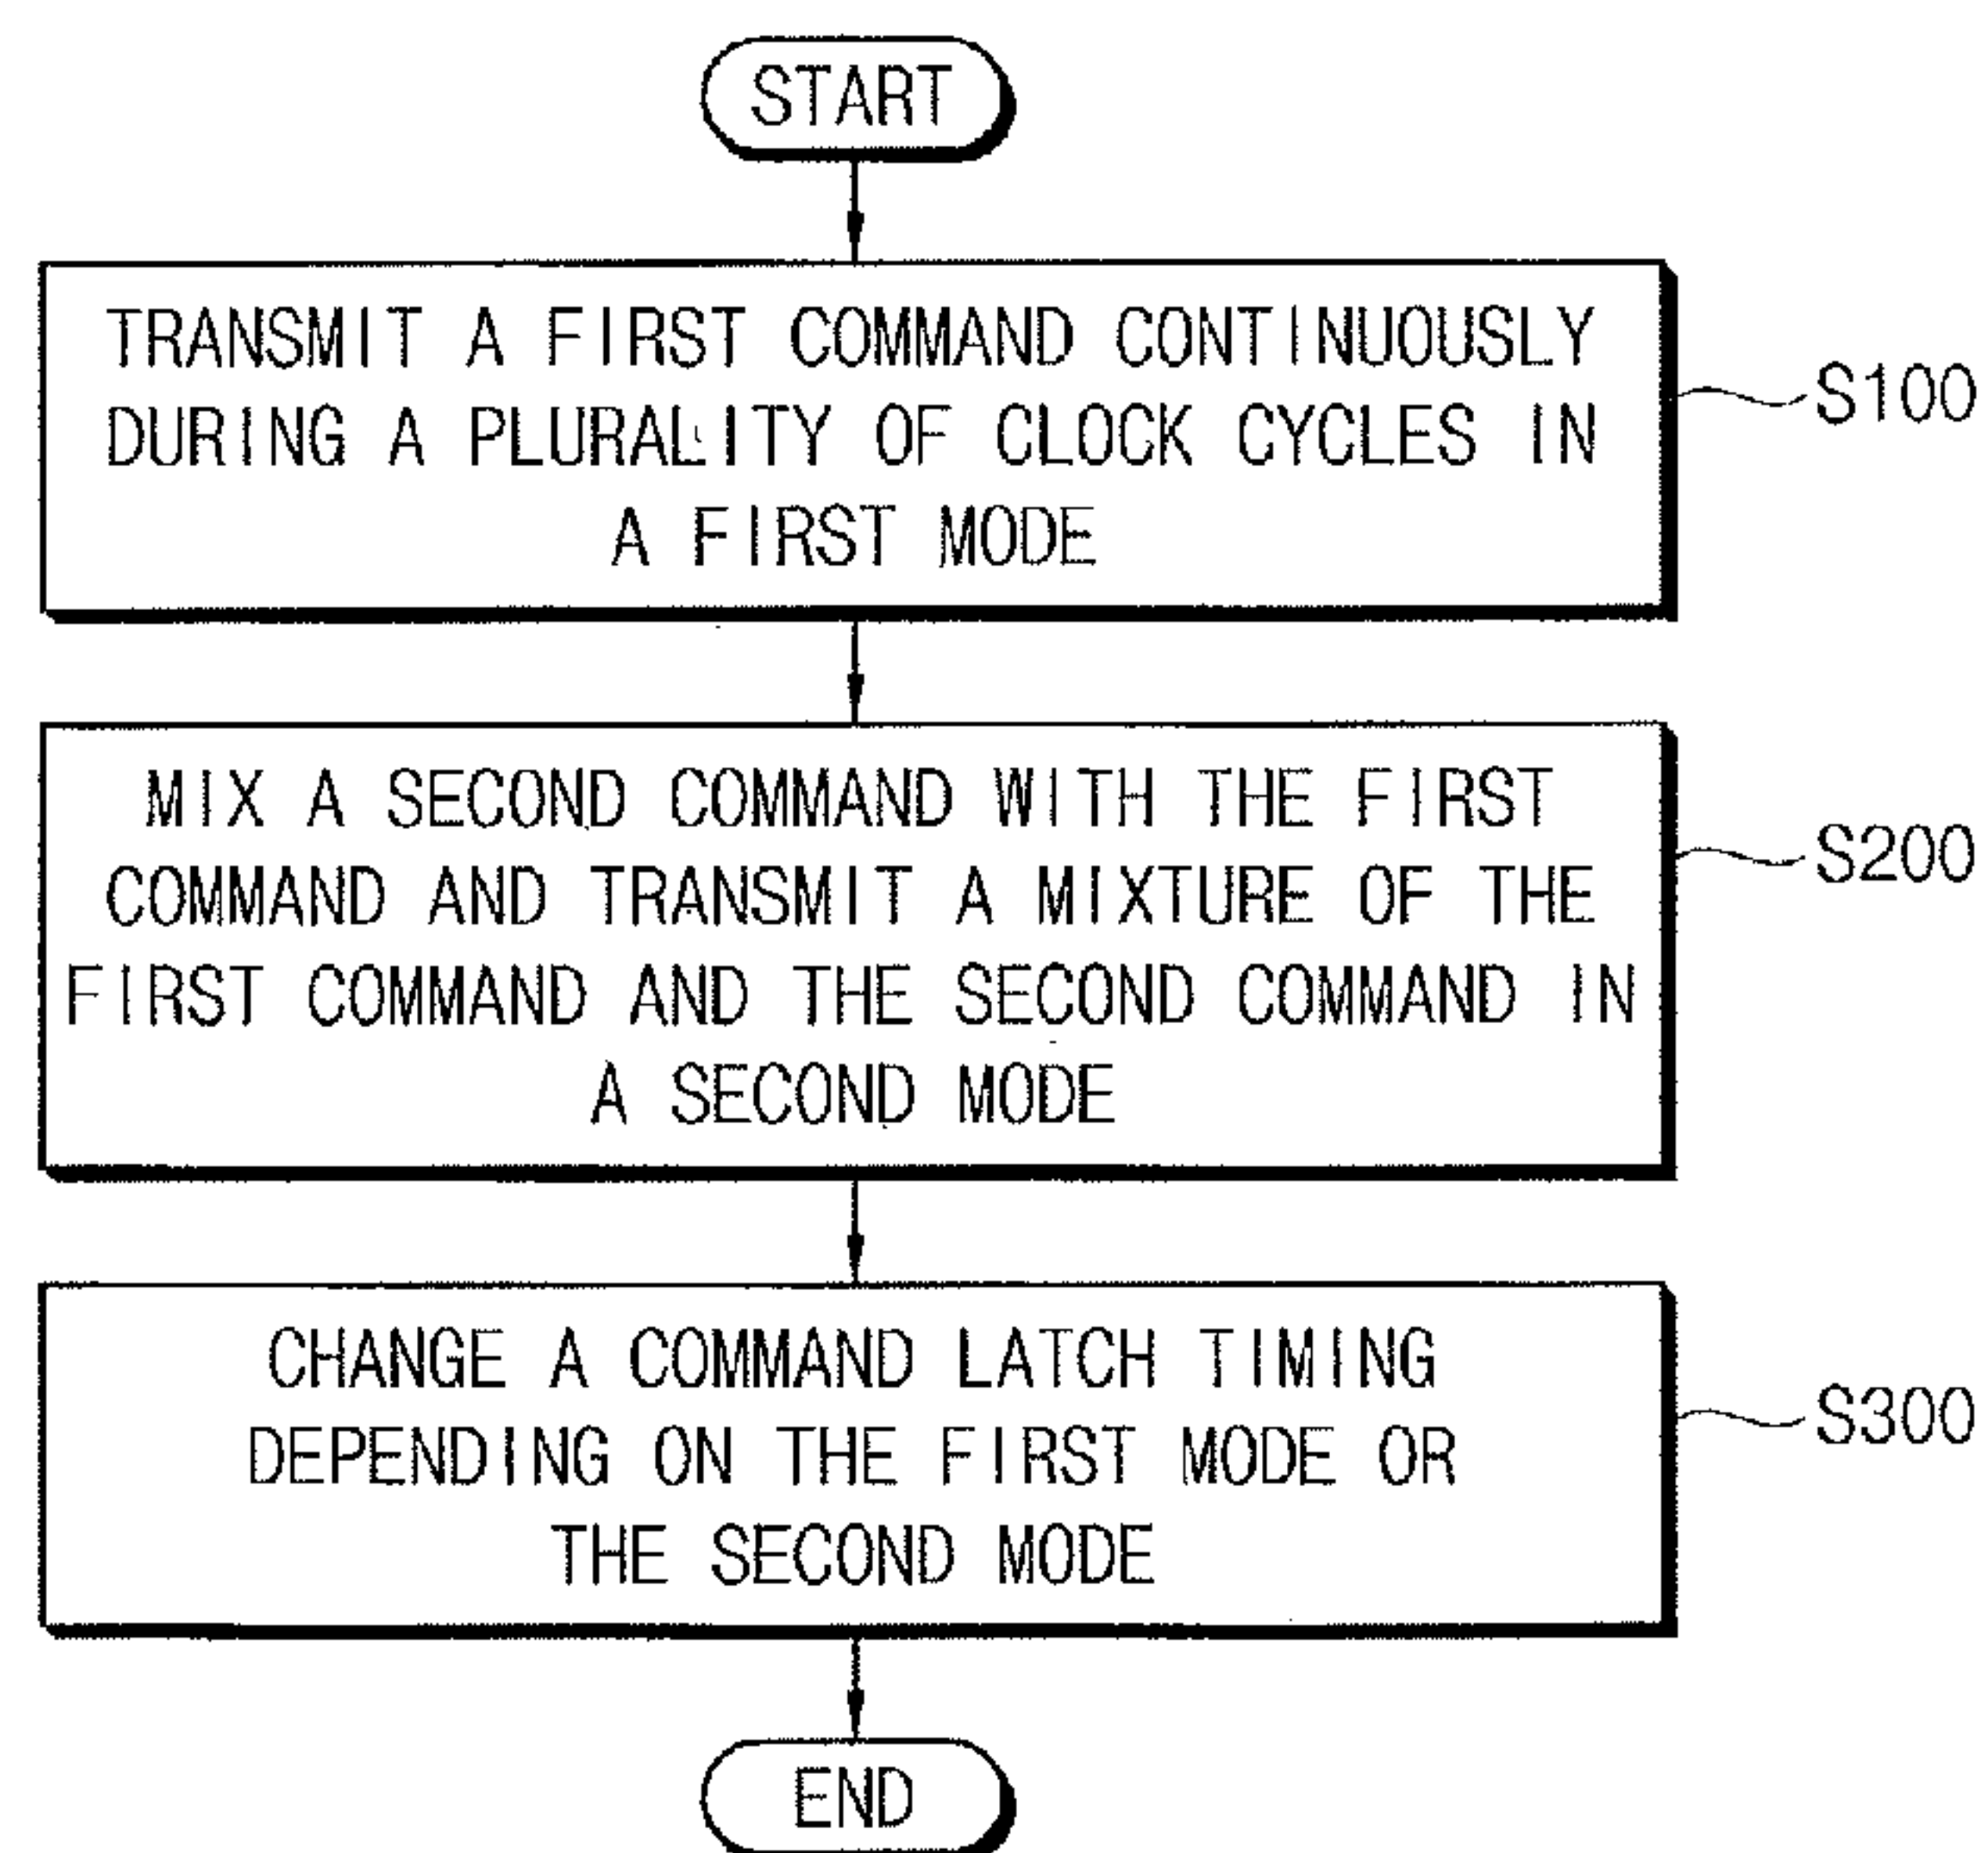 START
TRANSMIT A FIRST COMMAND CONTINUOUSLY
DURING A PLURALITY OF CLOCK CYCLES IN
A FIRST MODE
S100
MIX A SECOND COMMAND WITH THE FIRST
COMMAND AND TRANSMIT A MIXTURE OF THE
FIRST COMMAND AND THE SECOND COMMAND IN
A SECOND MODE
S200
CHANGE A COMMAND LATCH TIMING
DEPENDING ON THE FIRST MODE OR
THE SECOND MODE
S300
END